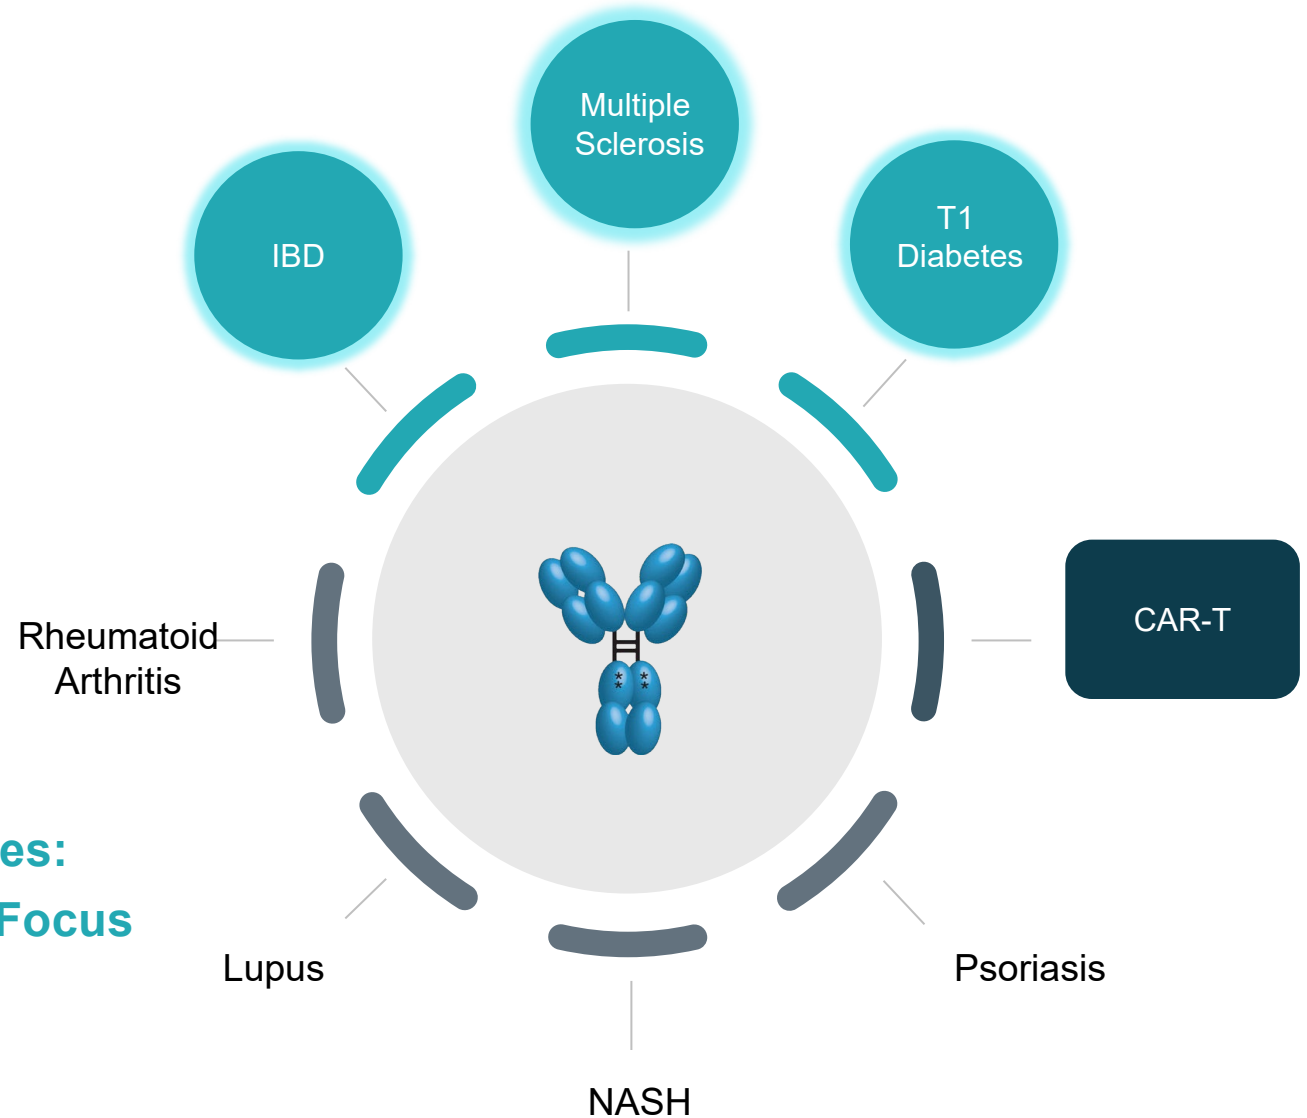 Multiple
Sclerosis
IBD
T1
Diabetes
CAR-T
Rheumatoid
Arthritis
es:
Focus
Lupus
Psoriasis
NASH